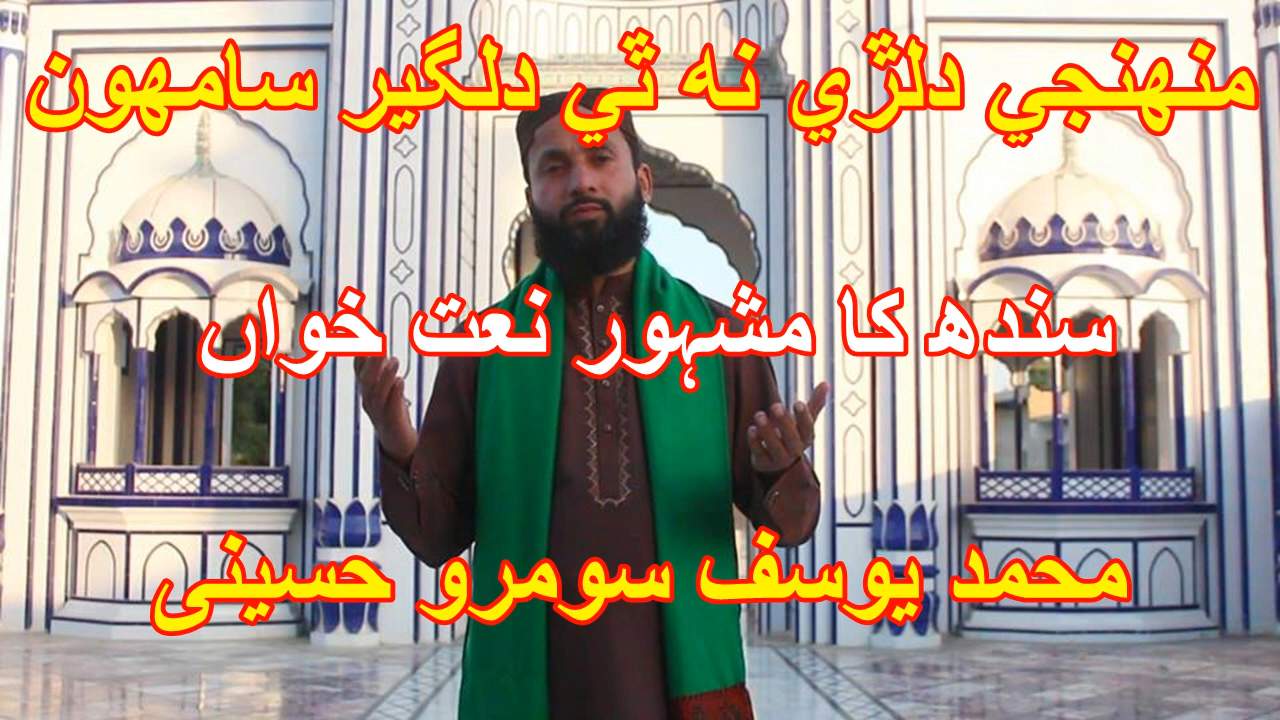 منهنجي دلڙي نه ٿي دلگير سامهون
سندھ کا مشہور نعت خواں
محمد یوسف سومرو حسینی